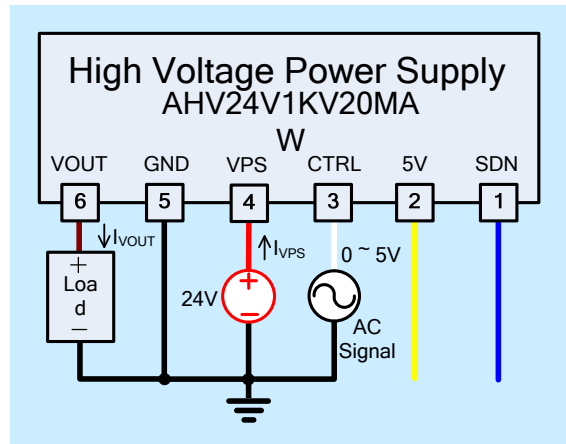 High Voltage Power Supply
AHV24V1KV20MA
W
VOUT GND VPS CTRL 5V SDN
6 5 4 3 2 1
↓IVOUT ↑IVPS 0 ~ 5V
+
Loa
d
−
24V
+
−
AC
Signal